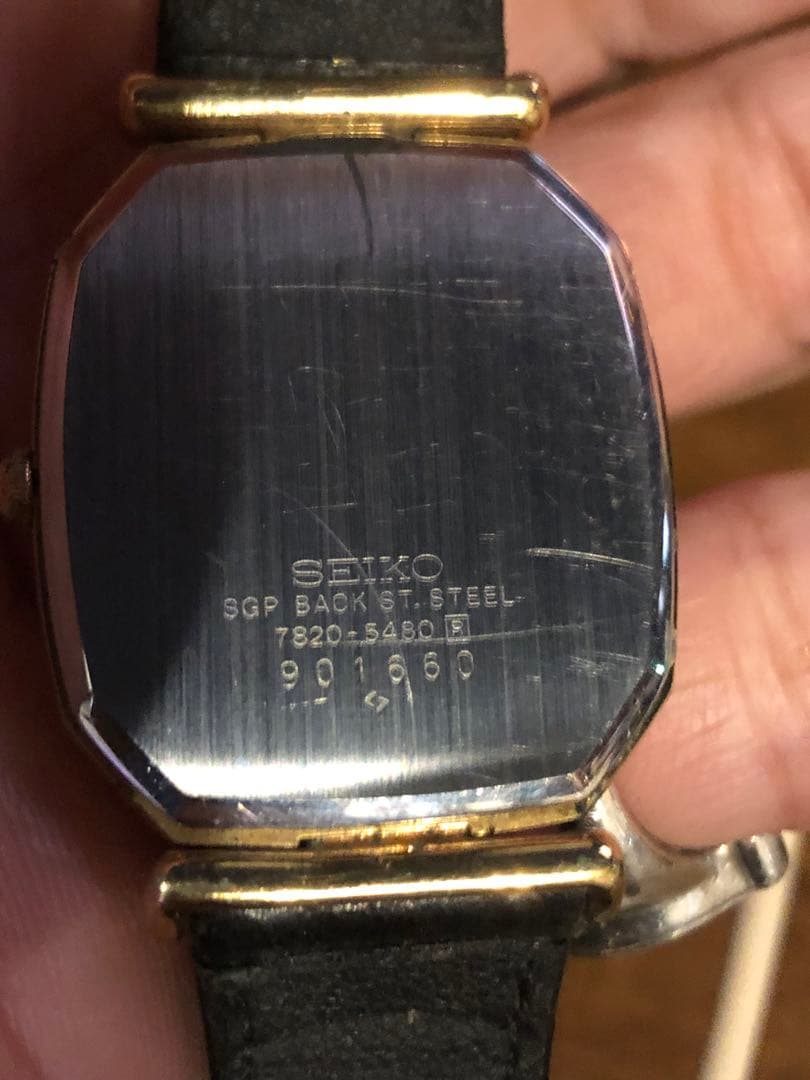 SEIKO
SGP BACK ST. STEEL
7820-5480 R
901660